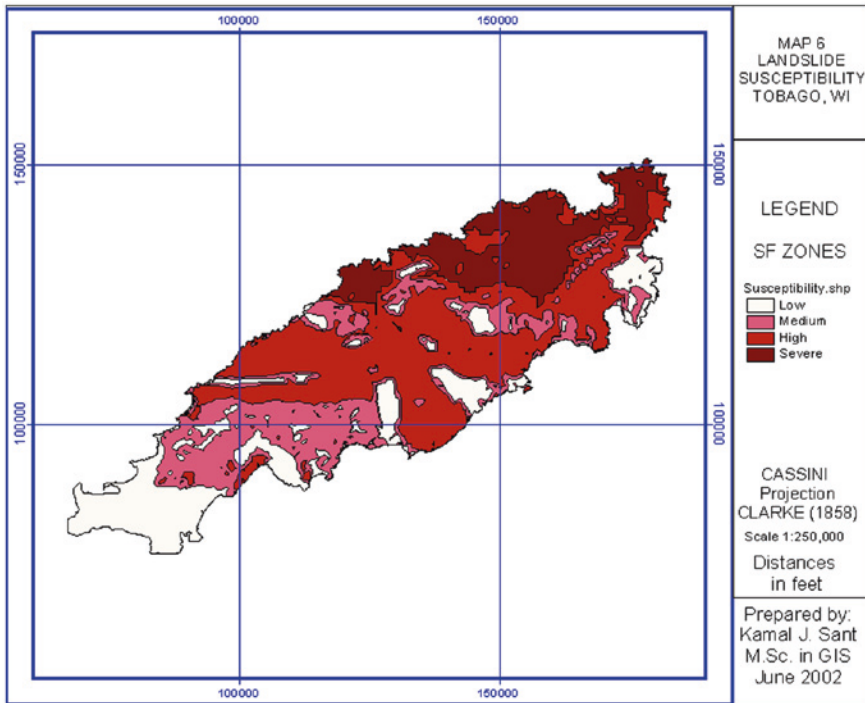 100000 150000
MAP 6
LANDSLIDE
SUSCEPTIBILITY
TOBAGO, WI
150000 150000
LEGEND
SF ZONES
Susceptibility.shp
Low
Medium
High
Severe
100000 100000
CASSINI
Projection
CLARKE (1858)
Scale 1:250,000
Distances
in feet
Prepared by:
Kamal J. Sant
M.Sc. in GIS
June 2002
100000 150000